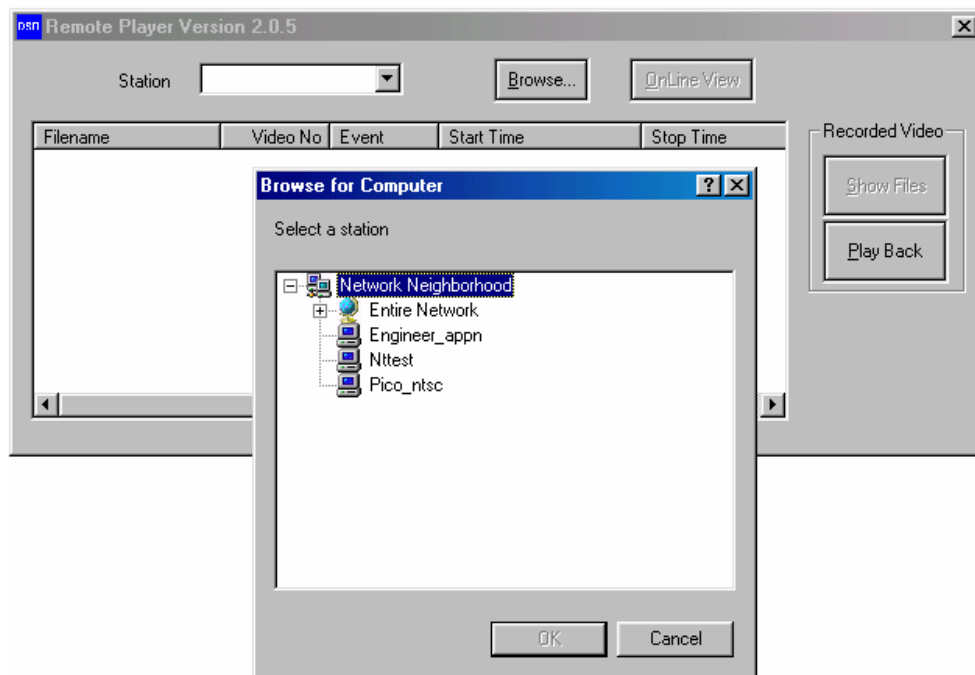 DSR Remote Player Version 2.0.5
Station
Browse...
OnLine View
Filename Video No Event Start Time Stop Time
Recorded Video
Show Files
Play Back
Browse for Computer
Select a station
Network Neighborhood
Entire Network
Engineer_appn
Nttest
Pico_ntsc
OK Cancel